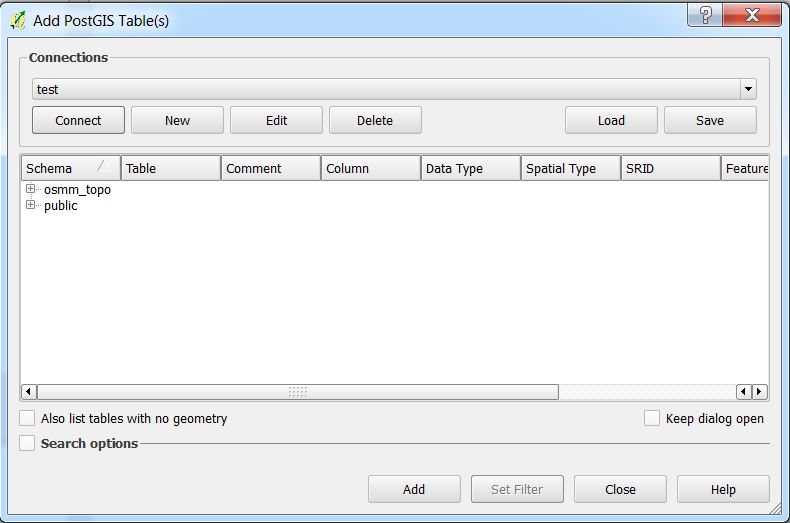 Add PostGIS Table(s)
Connections
test
Connect New Edit Delete Load Save
Schema Table Comment Column Data Type Spatial Type SRID Feature
osmm_topo
public
Also list tables with no geometry Keep dialog open
Search options
Add Set Filter Close Help